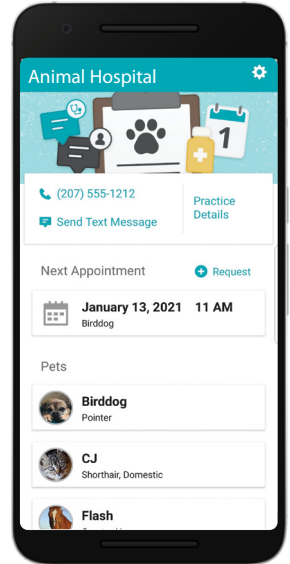 Animal Hospital
1
(207) 555-1212
Send Text Message
Practice
Details
Next Appointment
Request
January 13, 2021 11 AM
Birddog
Pets
Birddog
Pointer
CJ
Shorthair, Domestic
Flash